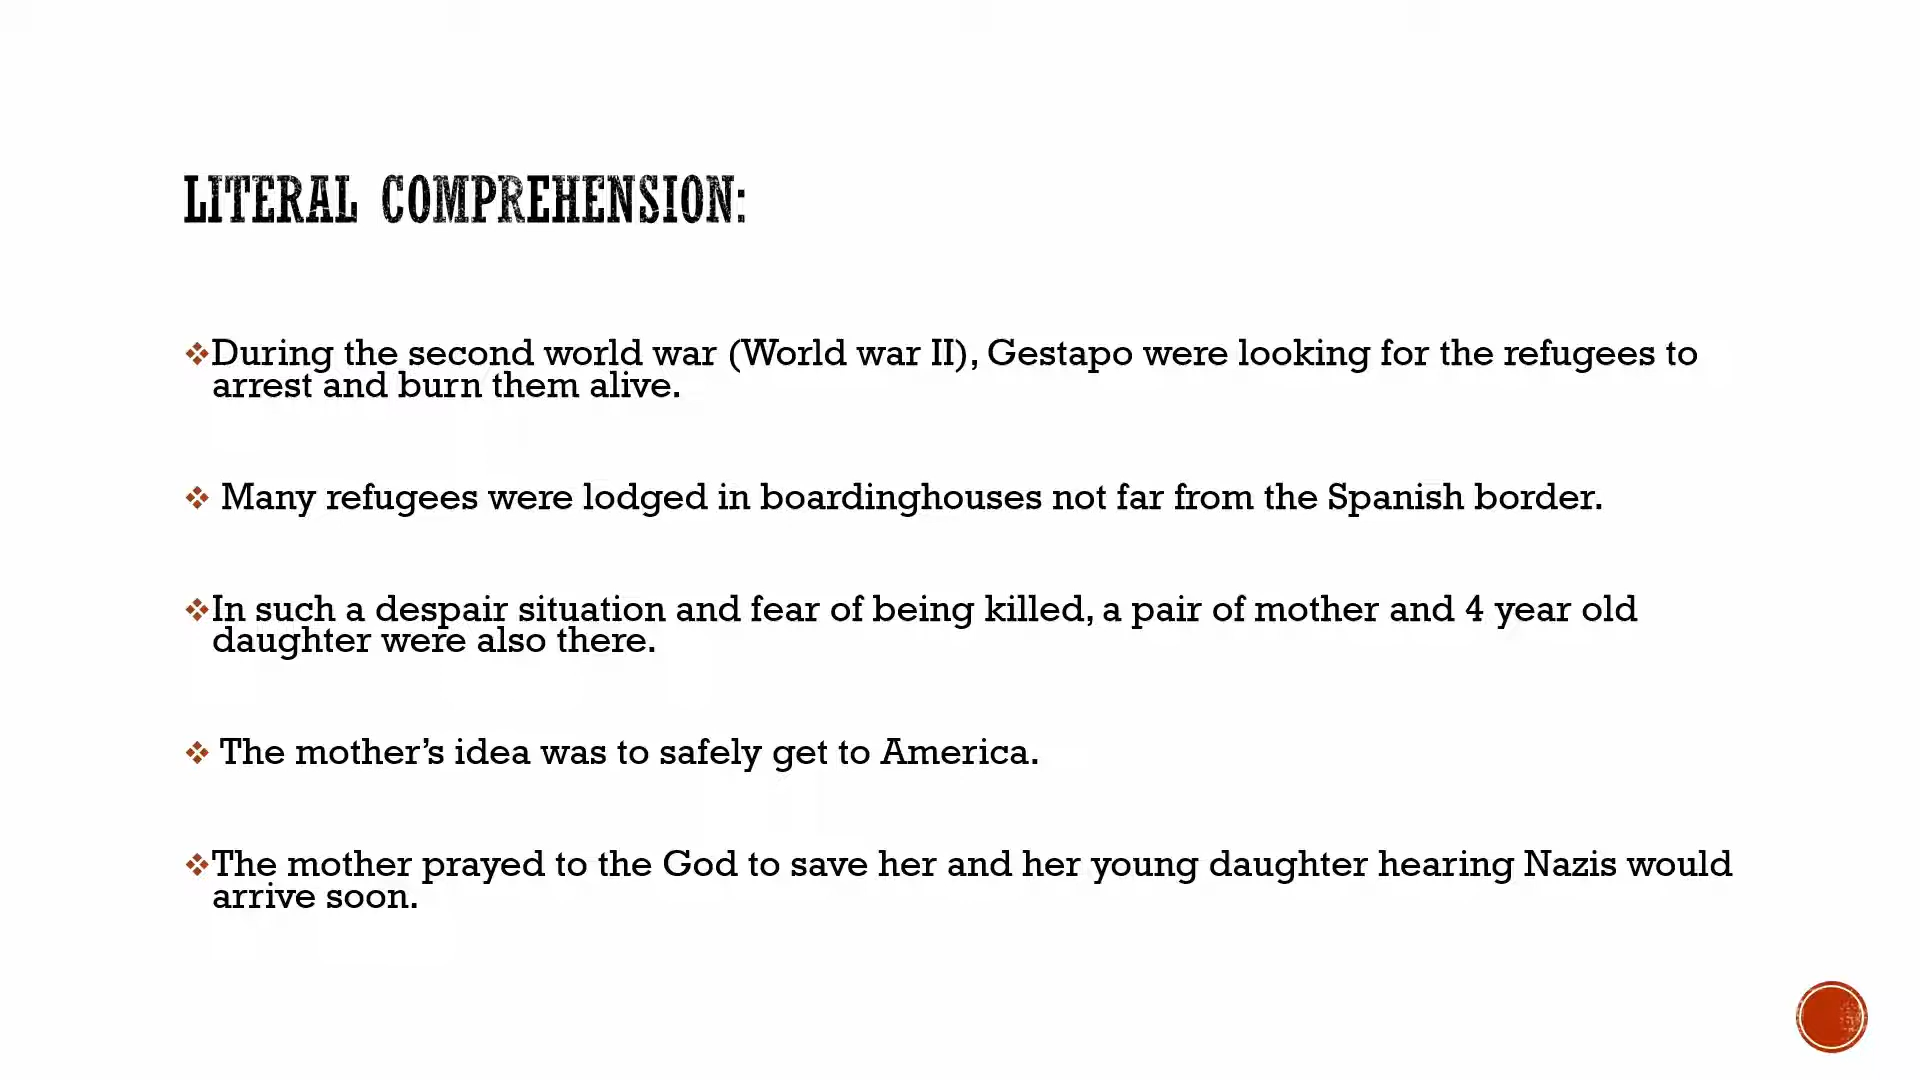 LITERAL COMPREHENSION:
❖During the second world war (World war II), Gestapo were looking for the refugees to
arrest and burn them alive.
❖ Many refugees were lodged in boardinghouses not far from the Spanish border.
❖In such a despair situation and fear of being killed, a pair of mother and 4 year old
daughter were also there.
❖ The mother’s idea was to safely get to America.
❖The mother prayed to the God to save her and her young daughter hearing Nazis would
arrive soon.